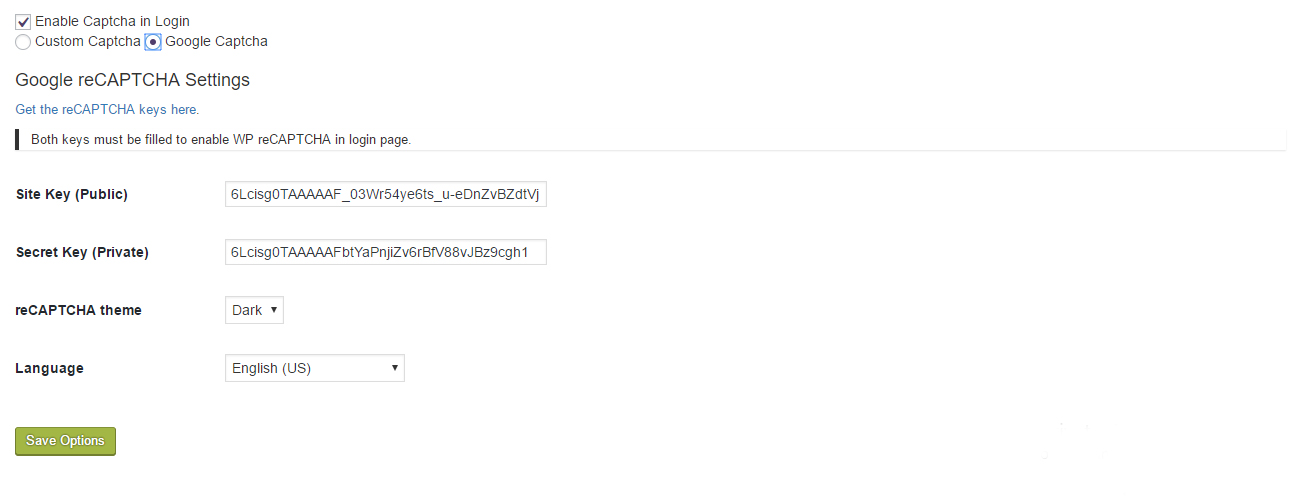 Enable Captcha in Login
Custom Captcha Google Captcha
Google reCAPTCHA Settings
Get the reCAPTCHA keys here.
Both keys must be filled to enable WP reCAPTCHA in login page.
Site Key (Public) 6Lcisg0TAAAAAF_03Wr54ye6ts_u-eDnZvBZdtVj
Secret Key (Private) 6Lcisg0TAAAAAFbtYaPnjiZv6rBfV88vJBz9cgh1
reCAPTCHA theme Dark
Language English (US)
Save Options